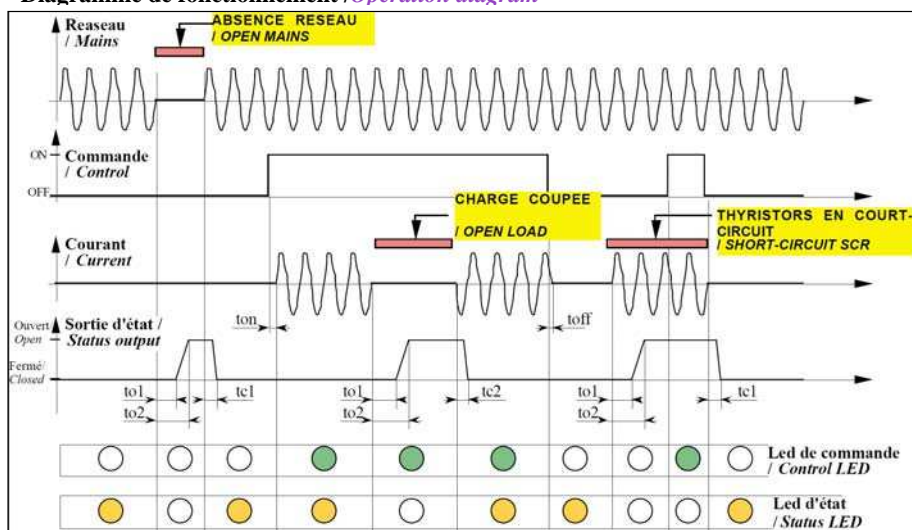 Diagramme de fonctionnement /Operation diagram
Reaseau
/ Mains
ABSENCE RESEAU
/ OPEN MAINS
ON
Commande
/ Control
OFF
CHARGE COUPEE
/ OPEN LOAD
THYRISTORS EN COURT-
CIRCUIT
/ SHORT-CIRCUIT SCR
Courant
/ Current
ton
toff
Ouvert
Open
Sortie d'état /
Status output
Fermé/
Closed
to1
tc1
to1
tc2
to1
tc1
to2
to2
to2
Led de commande
/ Control LED
Led d'état
/ Status LED